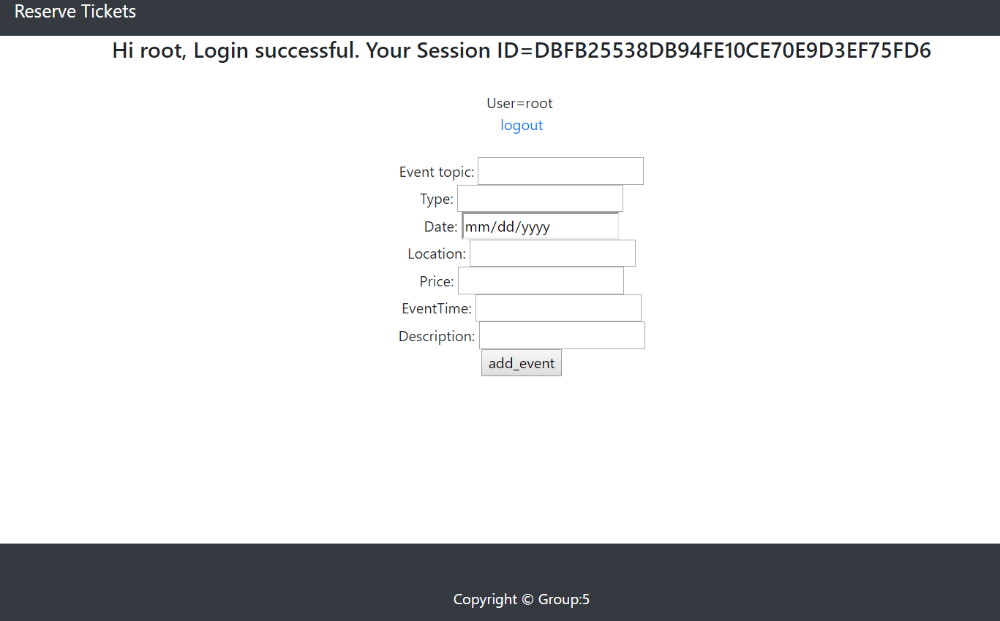 Reserve Tickets
Hi root, Login successful. Your Session ID=DBFB25538DB94FE10CE70E9D3EF75FD6
User=root
logout
Event topic:
Type:
Date: mm/dd/yyyy
Location:
Price:
EventTime:
Description:
add_event
Copyright © Group:5